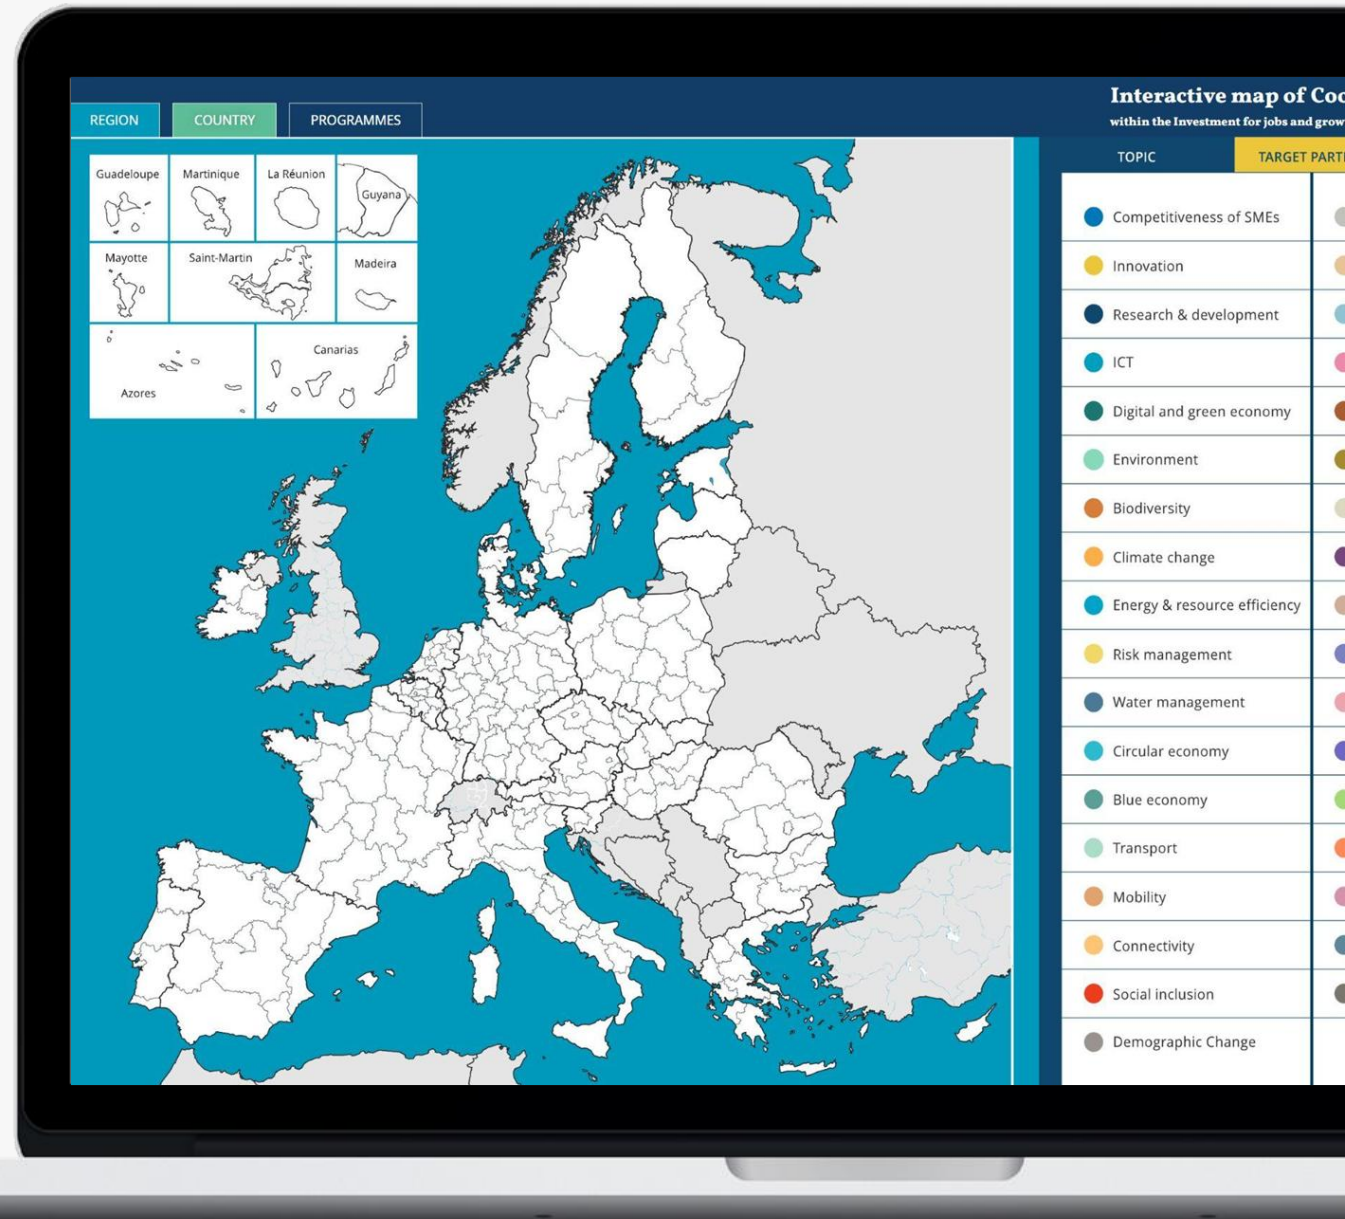 REGION
COUNTRY
PROGRAMMES
Interactive map of
within the Investment for jobs and
TOPIC
TARGET
Guadeloupe
Martinique
La Réunion
Guyana
Mayotte
Saint-Martin
Madeira
Azores
Canarias
Competitiveness of SMEs
Innovation
Research & development
ICT
Digital and green economy
Environment
Biodiversity
Climate change
Energy & resource efficiency
Risk management
Water management
Circular economy
Blue economy
Transport
Mobility
Connectivity
Social inclusion
Demographic Change